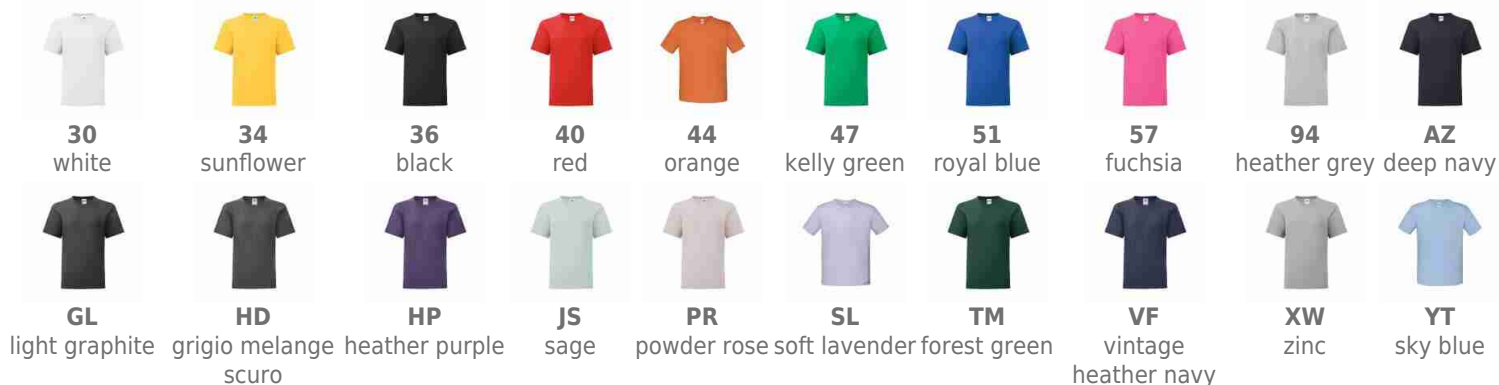 30 34 36 40 44 47 51 57 94 AZ
white sunflower black red orange kelly green royal blue fuchsia heather grey deep navy
GL HD HP JS PR SL TM VF XW YT
light graphite grigio melange heather purple sage powder rose soft lavender forest green vintage zinc sky blue
scuro heather navy